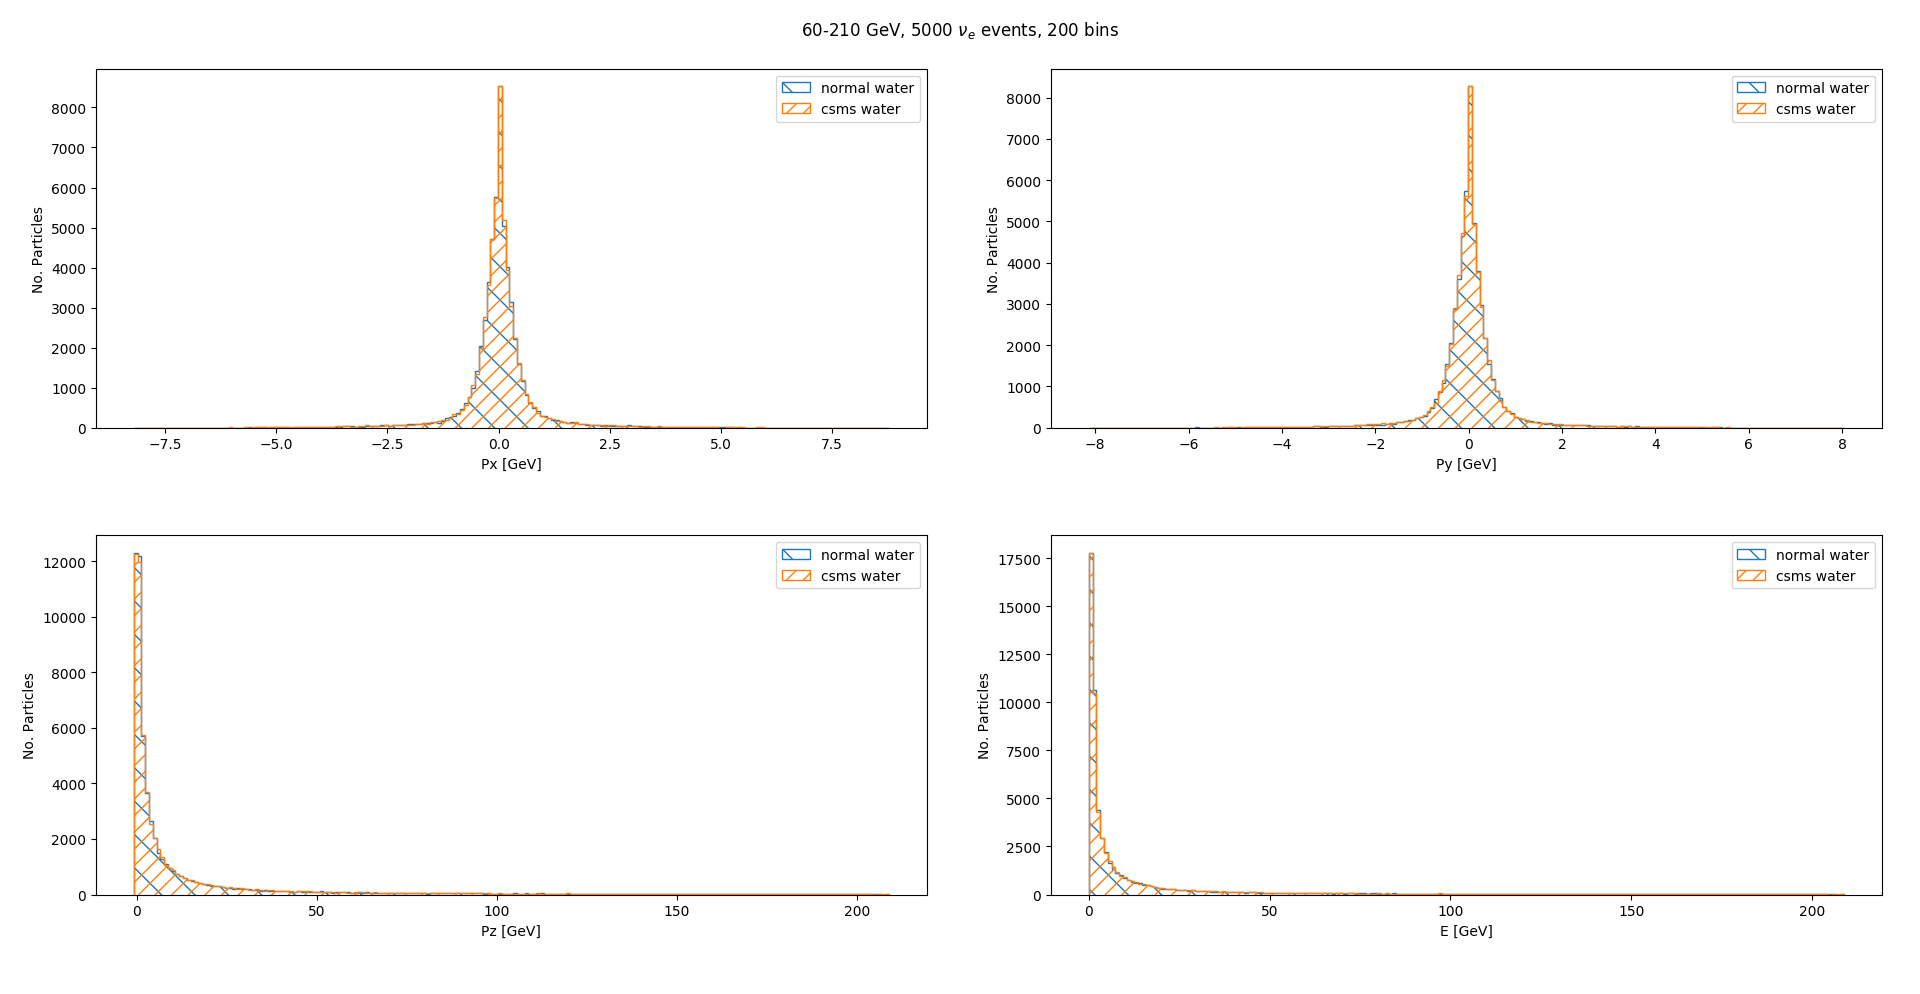 60-210 GeV, 5000 νₑ events, 200 bins
No. Particles
8000
7000
6000
5000
4000
3000
2000
1000
0
−7.5 −5.0 −2.5 0.0 2.5 5.0 7.5
Px [GeV]
normal water
csms water
No. Particles
8000
7000
6000
5000
4000
3000
2000
1000
0
−8 −6 −4 −2 0 2 4 6 8
Py [GeV]
normal water
csms water
No. Particles
12000
10000
8000
6000
4000
2000
0
0 50 100 150 200
Pz [GeV]
normal water
csms water
No. Particles
17500
15000
12500
10000
7500
5000
2500
0
0 50 100 150 200
E [GeV]
normal water
csms water